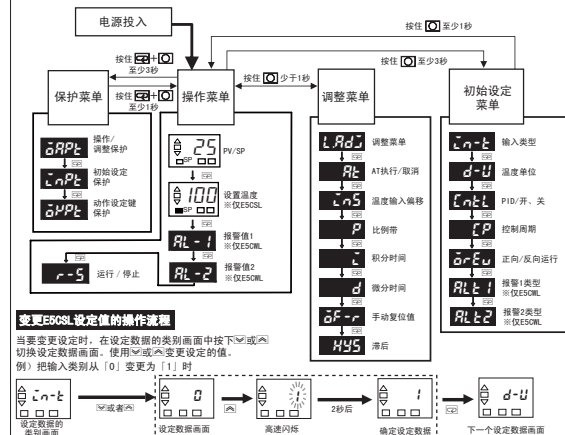 电源投入
按住 至少1秒
按住 + 至少3秒
按住 + 至少1秒
按住 少于1秒
按住 至少3秒
保护菜单
操作菜单
调整菜单
初始设定
菜单
操作/
调整保护
初始设定
保护
动作设定键
保护
25 PV/SP
SP
100 设置温度
※仅E5CSL
SP
AL-1 报警值1
※仅E5CWL
AL-2 报警值2
※仅E5CWL
r-S 运行 / 停止
L.AdJ 调整菜单
At AT执行/取消
inS 温度输入偏移
P 比例带
i 积分时间
d 微分时间
oF-r 手动复位值
HYS 滞后
in-t 输入类型
d-U 温度单位
CntL PID/开、关
CP 控制周期
orEv 正向/反向运行
ALt1 报警1类型
※仅E5CWL
ALt2 报警2类型
※仅E5CWL
变更E5CSL设定值的操作流程
当要变更设定时，在设定数据的类别画面中按下 或
切换设定数据画面。使用 或 变更设定的值。
例）把输入类别从「0」变更为「1」时
in-t
设定数据的
类别画面
或者
0
设定数据画面
1
高速闪烁
2秒后
1
确定设定数据
d-U
下一个设定数据画面